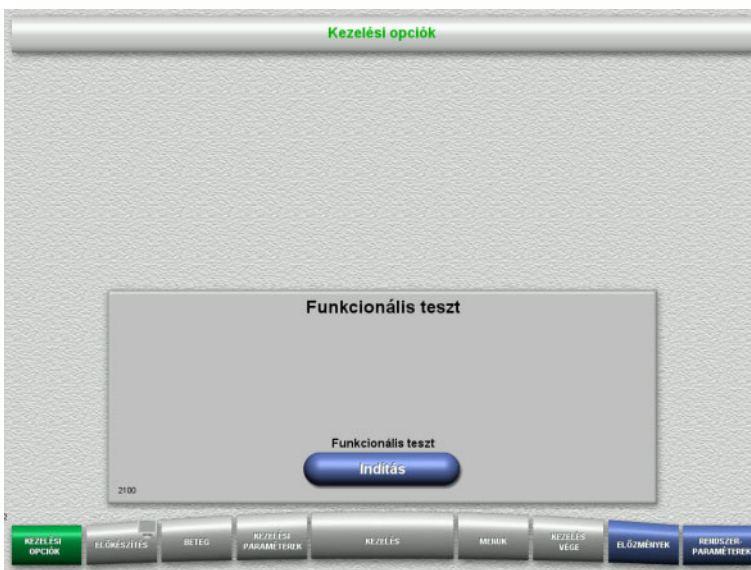 Kezelési opciók
Funkcionális teszt
Funkcionális teszt
Indítás
2100
2
KEZELÉSI
OPCIÓK
ELŐKÉSZÍTÉS
BETEG
KEZELÉSI
PARAMÉTEREK
KEZELÉS
MENÜK
KEZELÉS
VÉGE
ELŐZMÉNYEK
RENDSZER-
PARAMÉTEREK